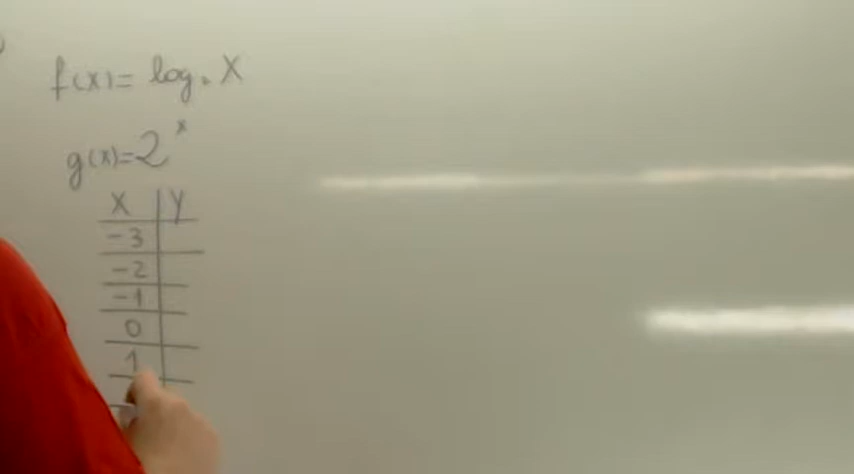 f(x)= log₂ X
g(x)=2ˣ
X Y
-3
-2
-1
0
1